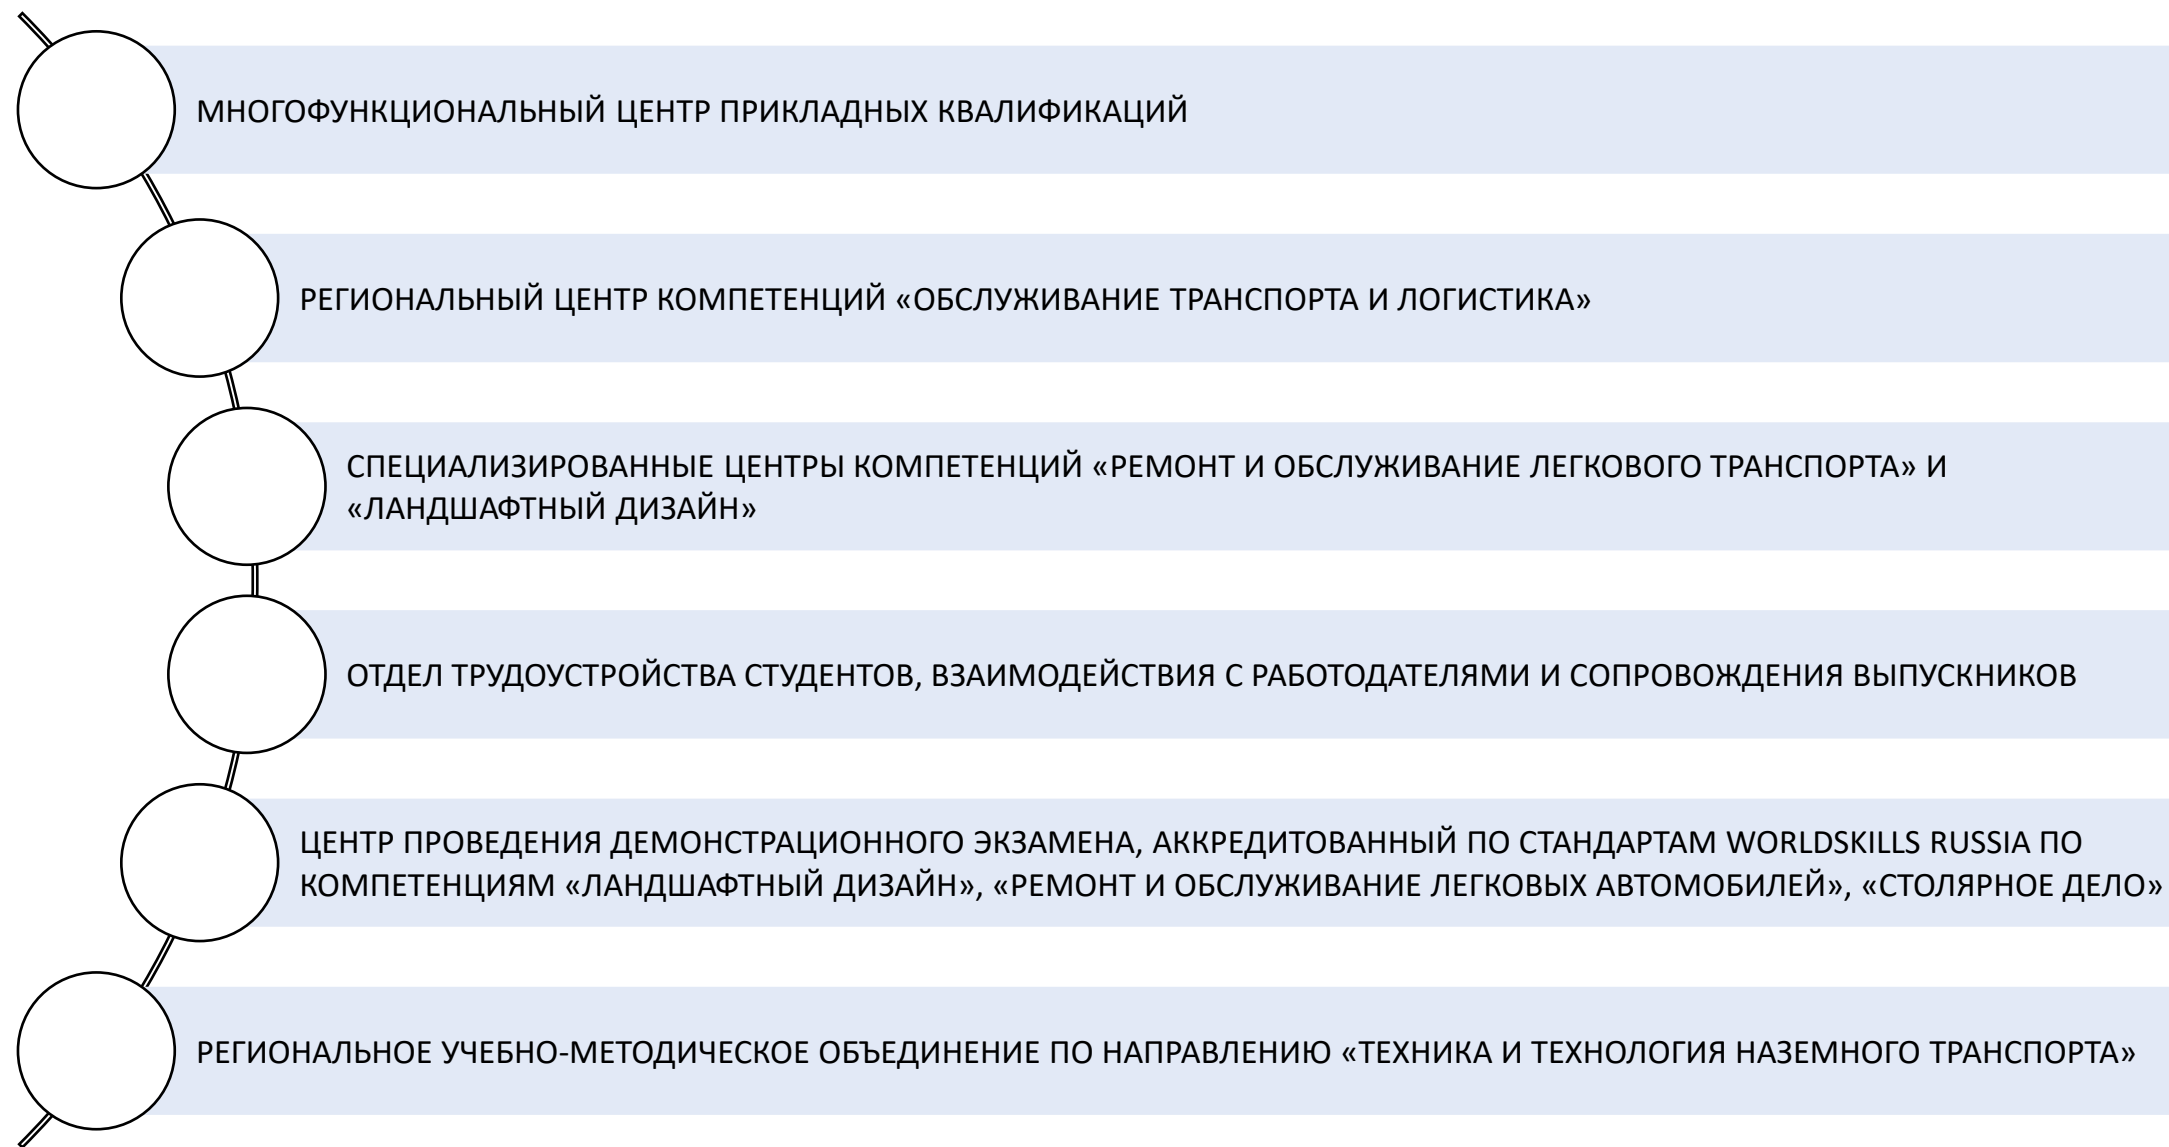 МНОГОФУНКЦИОНАЛЬНЫЙ ЦЕНТР ПРИКЛАДНЫХ КВАЛИФИКАЦИЙ
РЕГИОНАЛЬНЫЙ ЦЕНТР КОМПЕТЕНЦИЙ «ОБСЛУЖИВАНИЕ ТРАНСПОРТА И ЛОГИСТИКА»
СПЕЦИАЛИЗИРОВАННЫЕ ЦЕНТРЫ КОМПЕТЕНЦИЙ «РЕМОНТ И ОБСЛУЖИВАНИЕ ЛЕГКОВОГО ТРАНСПОРТА» И
«ЛАНДШАФТНЫЙ ДИЗАЙН»
ОТДЕЛ ТРУДОУСТРОЙСТВА СТУДЕНТОВ, ВЗАИМОДЕЙСТВИЯ С РАБОТОДАТЕЛЯМИ И СОПРОВОЖДЕНИЯ ВЫПУСКНИКОВ
ЦЕНТР ПРОВЕДЕНИЯ ДЕМОНСТРАЦИОННОГО ЭКЗАМЕНА, АККРЕДИТОВАННЫЙ ПО СТАНДАРТАМ WORLDSKILLS RUSSIA ПО
КОМПЕТЕНЦИЯМ «ЛАНДШАФТНЫЙ ДИЗАЙН», «РЕМОНТ И ОБСЛУЖИВАНИЕ ЛЕГКОВЫХ АВТОМОБИЛЕЙ», «СТОЛЯРНОЕ ДЕЛО»
РЕГИОНАЛЬНОЕ УЧЕБНО-МЕТОДИЧЕСКОЕ ОБЪЕДИНЕНИЕ ПО НАПРАВЛЕНИЮ «ТЕХНИКА И ТЕХНОЛОГИЯ НАЗЕМНОГО ТРАНСПОРТА»